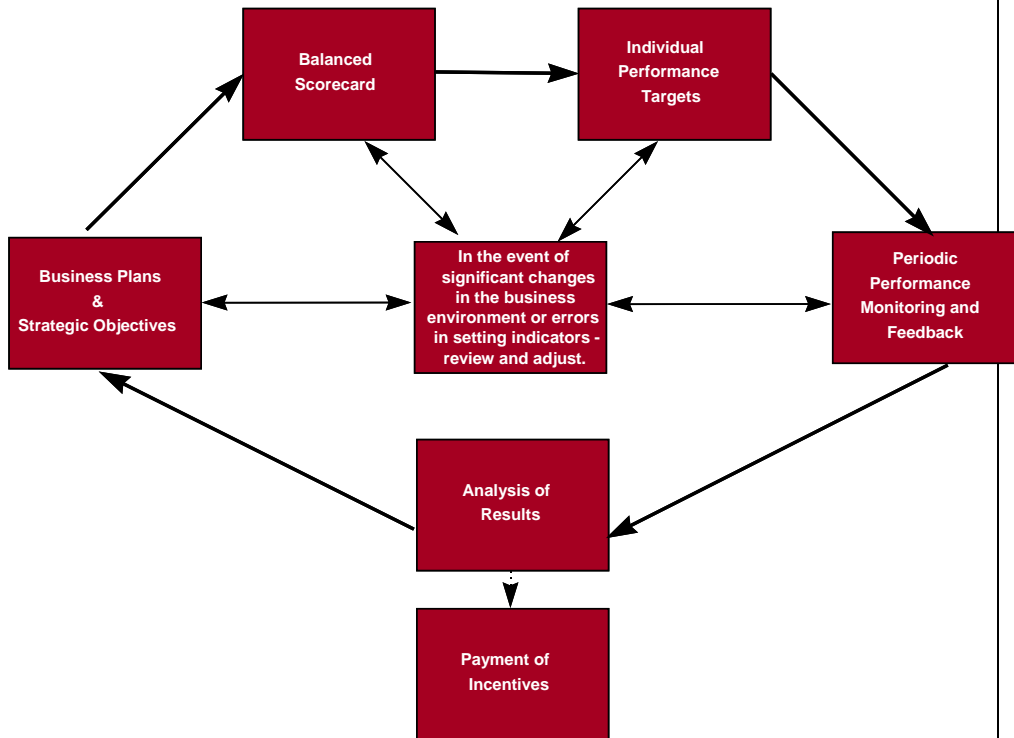 Balanced
Scorecard
Individual
Performance
Targets
Business Plans
&
Strategic Objectives
In the event of
significant changes
in the business
environment or errors
in setting indicators -
review and adjust.
Periodic
Performance
Monitoring and
Feedback
Analysis of
Results
Payment of
Incentives